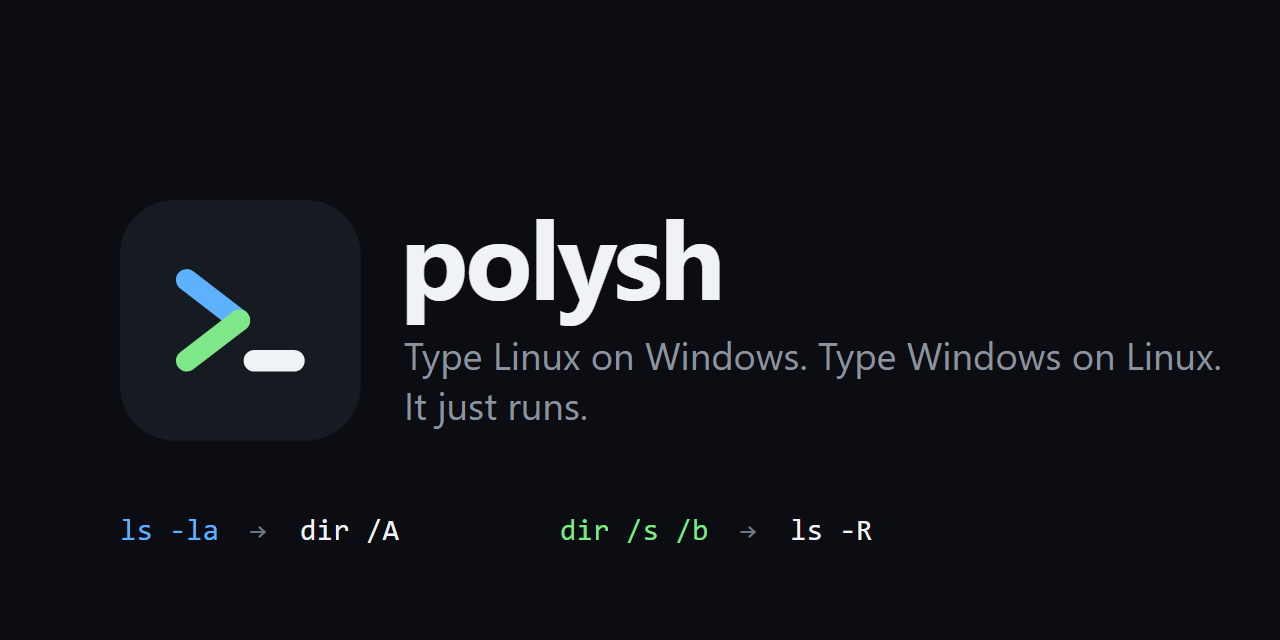 polysh
Type Linux on Windows. Type Windows on Linux.
It just runs.
ls -la → dir /A dir /s /b → ls -R